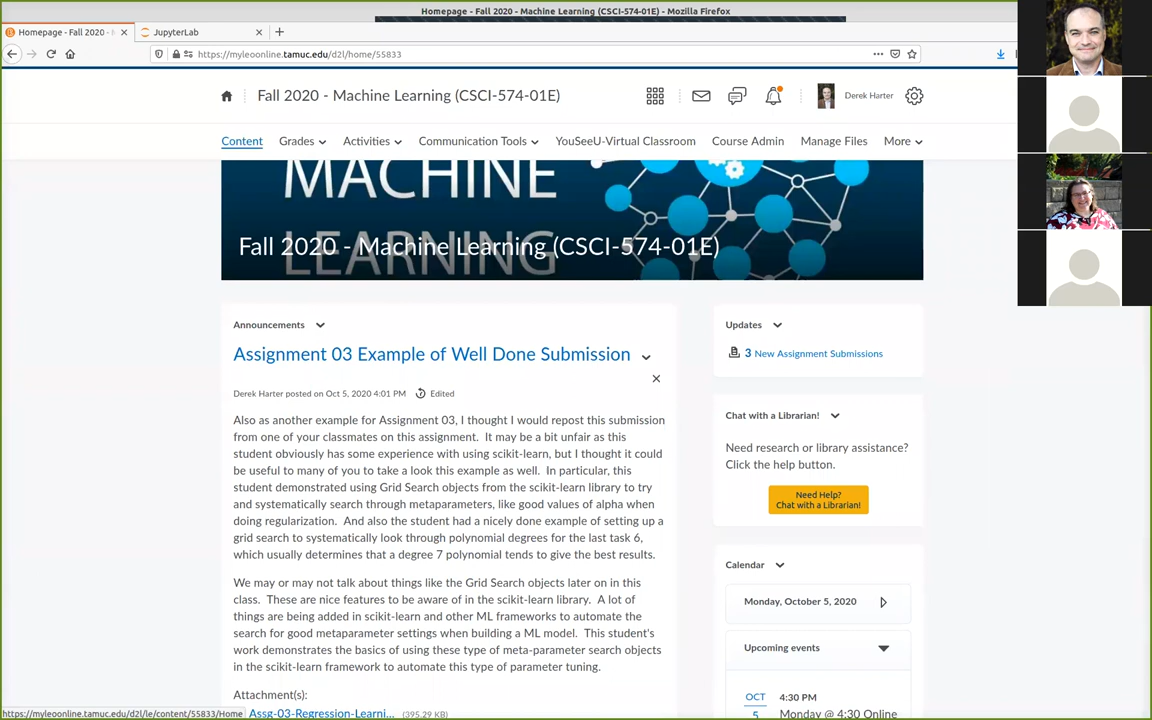 Homepage - Fall 2020 - Machine Learning (CSCI-574-01E) - Mozilla Firefox
Homepage - Fall 2020 -
JupyterLab
https://myleoonline.tamuc.edu/d2l/home/55833
Fall 2020 - Machine Learning (CSCI-574-01E)
Derek Harter
Content
Grades
Activities
Communication Tools
YouSeeU-Virtual Classroom
Course Admin
Manage Files
More
MACHINE
LEARNING
Fall 2020 - Machine Learning (CSCI-574-01E)
Announcements
Assignment 03 Example of Well Done Submission
Derek Harter posted on Oct 5, 2020 4:01 PM
Edited
Also as another example for Assignment 03, I thought I would repost this submission
from one of your classmates on this assignment. It may be a bit unfair as this
student obviously has some experience with using scikit-learn, but I thought it could
be useful to many of you to take a look this example as well. In particular, this
student demonstrated using Grid Search objects from the scikit-learn library to try
and systematically search through metaparameters, like good values of alpha when
doing regularization. And also the student had a nicely done example of setting up a
grid search to systematically look through polynomial degrees for the last task 6,
which usually determines that a degree 7 polynomial tends to give the best results.
We may or may not talk about things like the Grid Search objects later on in this
class. These are nice features to be aware of in the scikit-learn library. A lot of
things are being added in scikit-learn and other ML frameworks to automate the
search for good metaparameter settings when building a ML model. This student's
work demonstrates the basics of using these type of meta-parameter search objects
in the scikit-learn framework to automate this type of parameter tuning.
Attachment(s):
Assg-03-Regression-Learni... (395.29 KB)
Updates
3 New Assignment Submissions
Chat with a Librarian!
Need research or library assistance?
Click the help button.
Need Help?
Chat with a Librarian!
Calendar
Monday, October 5, 2020
Upcoming events
OCT
5
4:30 PM
Monday @ 4:30 Online
https://myleoonline.tamuc.edu/d2l/le/content/55833/Home